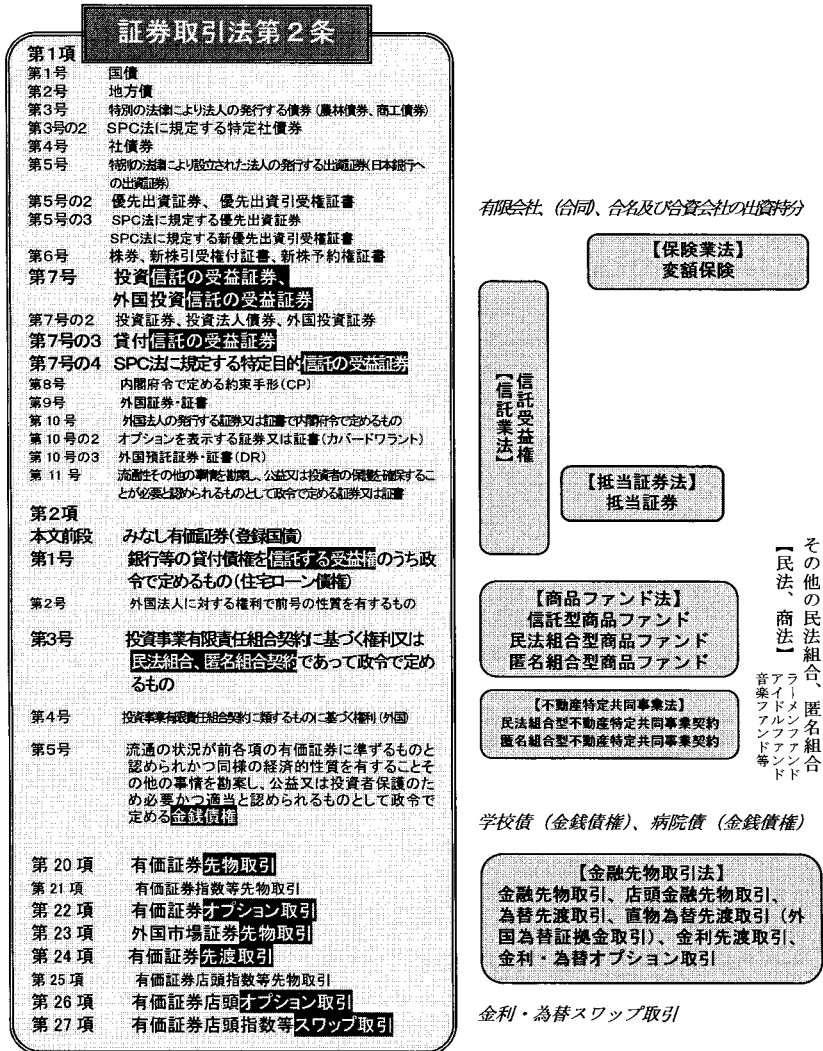 証券取引法第2条
第1項
第1号 国債
第2号 地方債
第3号 特別の法律により法人の発行する債券(農林債券、商工債券)
第3号の2 SPC法に規定する特定社債券
第4号 社債券
第5号 特別の法律により設立された法人の発行する出資証券(日本銀行へ
の出資証券)
第5号の2 優先出資証券、優先出資引受権証書
第5号の3 SPC法に規定する優先出資証券
SPC法に規定する新優先出資引受権証書
第6号 株券、新株引受権付証書、新株予約権証書
第7号 投資信託の受益証券、
外国投資信託の受益証券
第7号の2 投資証券、投資法人債券、外国投資証券
第7号の3 貸付信託の受益証券
第7号の4 SPC法に規定する特定目的信託の受益証券
第8号 内閣府令で定める約束手形(CP)
第9号 外国証券・証書
第10号 外国法人の発行する証券又は証書で内閣府令で定めるもの
第10号の2 オプションを表示する証券又は証書(カバードワラント)
第10号の3 外国預託証券・証書(DR)
第11号 流通性その他の事情を勘案し、公益又は投資者の保護を確保するこ
とが必要と認められるものとして政令で定める証券又は証書
第2項
本文前段 みなし有価証券(登録国債)
第1号 銀行等の貸付債権を信託する受益権のうち政
令で定めるもの(住宅ローン債権)
第2号 外国法人に対する権利で前号の性質を有するもの
第3号 投資事業有限責任組合契約に基づく権利又は
民法組合、匿名組合契約であって政令で定め
るもの
第4号 投資事業有限責任組合契約に類するものに基づく権利(外国)
第5号 流通の状況が前各項の有価証券に準ずるものと
認められかつ同様の経済的性質を有することそ
の他の事情を勘案し、公益又は投資者保護のた
め必要かつ適当と認められるものとして政令で
定める金銭債権
第20項 有価証券先物取引
第21項 有価証券指数等先物取引
第22項 有価証券オプション取引
第23項 外国市場証券先物取引
第24項 有価証券先渡取引
第25項 有価証券店頭指数等先物取引
第26項 有価証券店頭オプション取引
第27項 有価証券店頭指数等スワップ取引
有限会社、(合同)、合名及び合資会社の出資持分
【保険業法】
変額保険
信託受益権
【信託業法】
【抵当証券法】
抵当証券
その他の民法組合、匿名組合
【民法、商法】
ラーメンファンド
アイドルファンド
音楽ファンド等
【商品ファンド法】
信託型商品ファンド
民法組合型商品ファンド
匿名組合型商品ファンド
【不動産特定共同事業法】
民法組合型不動産特定共同事業契約
匿名組合型不動産特定共同事業契約
学校債(金銭債権)、病院債(金銭債権)
【金融先物取引法】
金融先物取引、店頭金融先物取引、
為替先渡取引、直物為替先渡取引(外
国為替証拠金取引)、金利先渡取引、
金利・為替オプション取引
金利・為替スワップ取引